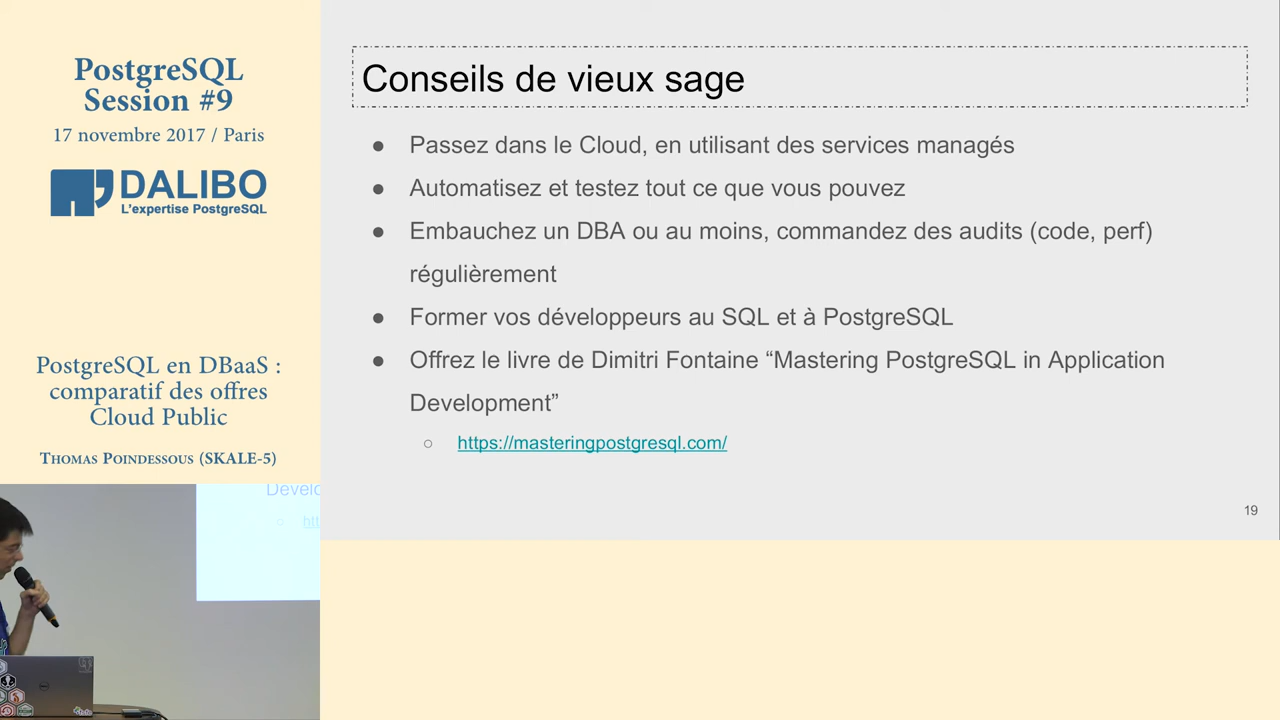 PostgreSQL
Session #9
17 novembre 2017 / Paris
DALIBO
L'expertise PostgreSQL
PostgreSQL en DBaaS :
comparatif des offres
Cloud Public
Thomas Poindessous (SKALE-5)
Conseils de vieux sage
● Passez dans le Cloud, en utilisant des services managés
● Automatisez et testez tout ce que vous pouvez
● Embauchez un DBA ou au moins, commandez des audits (code, perf)
régulièrement
● Former vos développeurs au SQL et à PostgreSQL
● Offrez le livre de Dimitri Fontaine “Mastering PostgreSQL in Application
Development”
○ https://masteringpostgresql.com/
19
Develo
○ htt